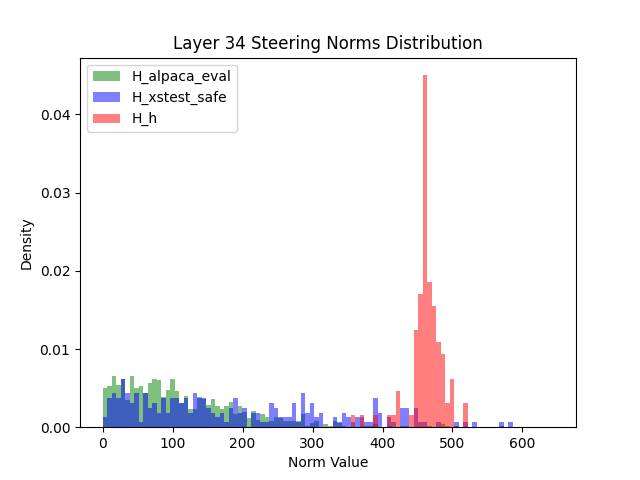 Layer 34 Steering Norms Distribution
H_alpaca_eval
H_xstest_safe
H_h
Density
0.04
0.03
0.02
0.01
0.00
0 100 200 300 400 500 600
Norm Value